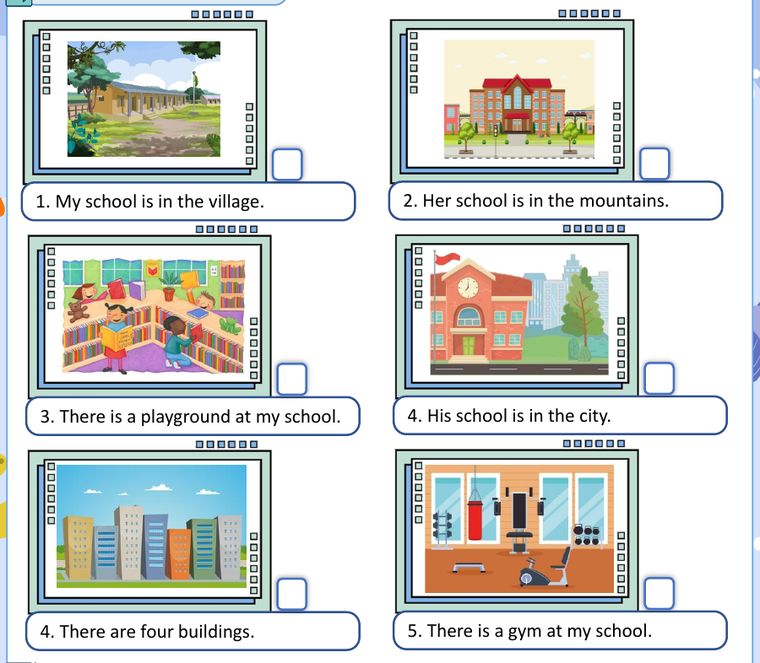 1. My school is in the village.
2. Her school is in the mountains.
3. There is a playground at my school.
4. His school is in the city.
4. There are four buildings.
5. There is a gym at my school.